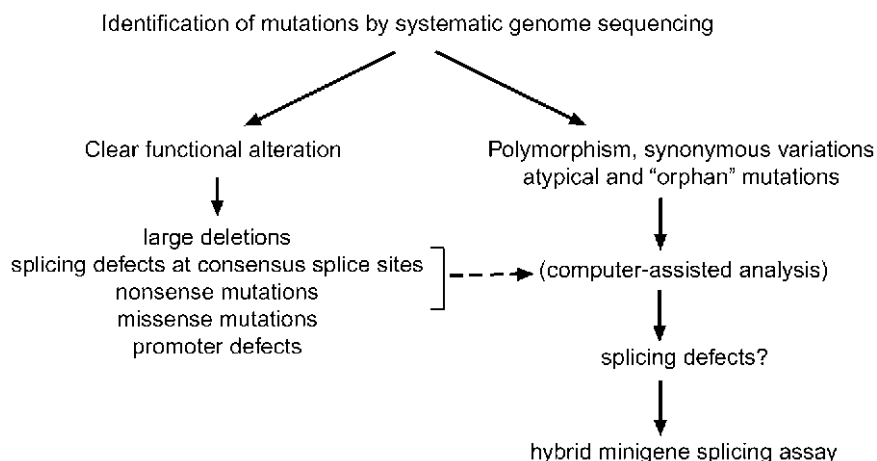 Identification of mutations by systematic genome sequencing
Clear functional alteration
Polymorphism, synonymous variations
atypical and “orphan” mutations
large deletions
splicing defects at consensus splice sites
nonsense mutations
missense mutations
promoter defects
(computer-assisted analysis)
splicing defects?
hybrid minigene splicing assay